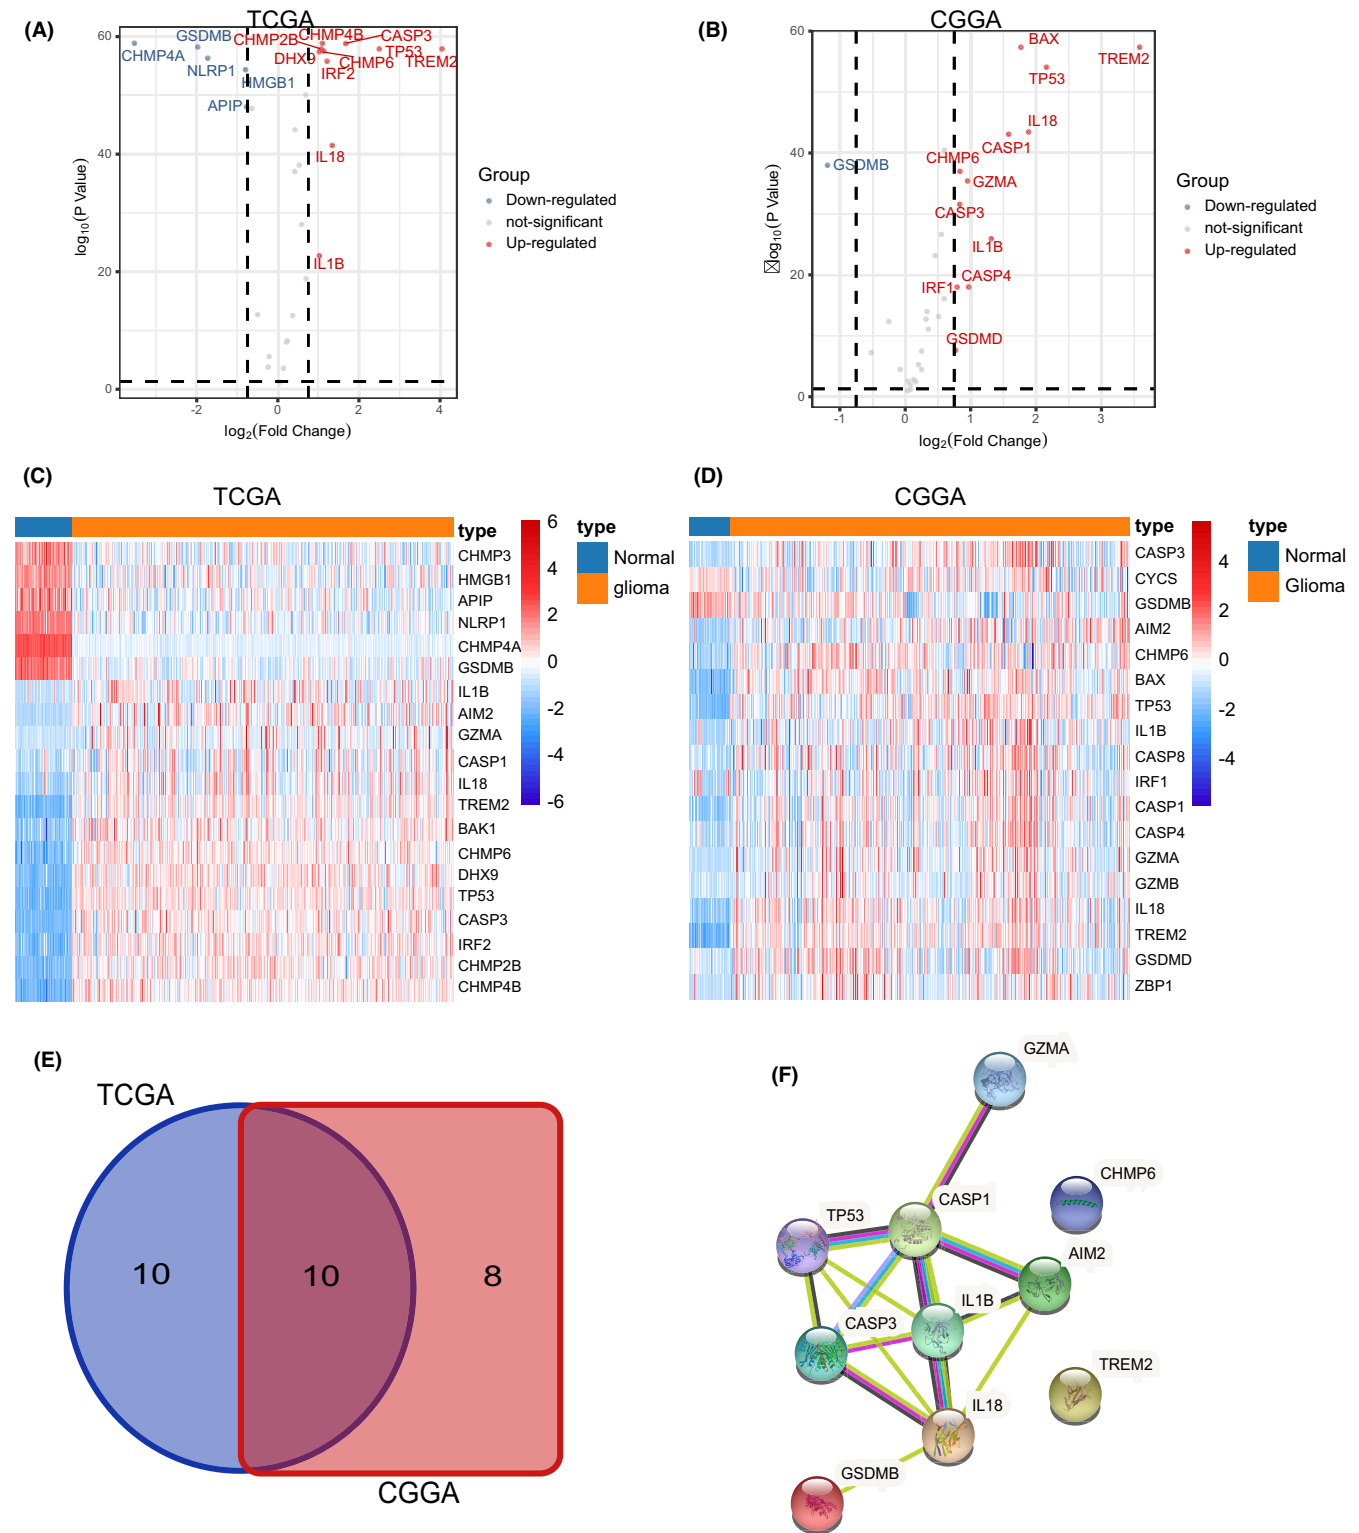 (A)
TCGA
GSDMB
CHMP2B
CHMP4B
CASP3
CHMP4A
DHX9
TP53
CHMP6
TREM2
NLRP1
IRF2
HMGB1
APIP
IL18
IL1B
60
40
20
0
-2
0
2
4
log10(P Value)
log2(Fold Change)
Group
Down-regulated
not-significant
Up-regulated
(B)
CGGA
BAX
TREM2
TP53
IL18
CASP1
CHMP6
GSDMB
GZMA
CASP3
IL1B
CASP4
IRF1
GSDMD
60
40
20
0
-1
0
1
2
3
log10(P Value)
log2(Fold Change)
Group
Down-regulated
not-significant
Up-regulated
(C)
TCGA
type
CHMP3
HMGB1
APIP
NLRP1
CHMP4A
GSDMB
IL1B
AIM2
GZMA
CASP1
IL18
TREM2
BAK1
CHMP6
DHX9
TP53
CASP3
IRF2
CHMP2B
CHMP4B
6
4
2
0
-2
-4
-6
type
Normal
glioma
(D)
CGGA
type
CASP3
CYCS
GSDMB
AIM2
CHMP6
BAX
TP53
IL1B
CASP8
IRF1
CASP1
CASP4
GZMA
GZMB
IL18
TREM2
GSDMD
ZBP1
4
2
0
-2
-4
type
Normal
Glioma
(E)
TCGA
10
10
8
CGGA
(F)
GZMA
CHMP6
CASP1
TP53
AIM2
IL1B
CASP3
TREM2
IL18
GSDMB